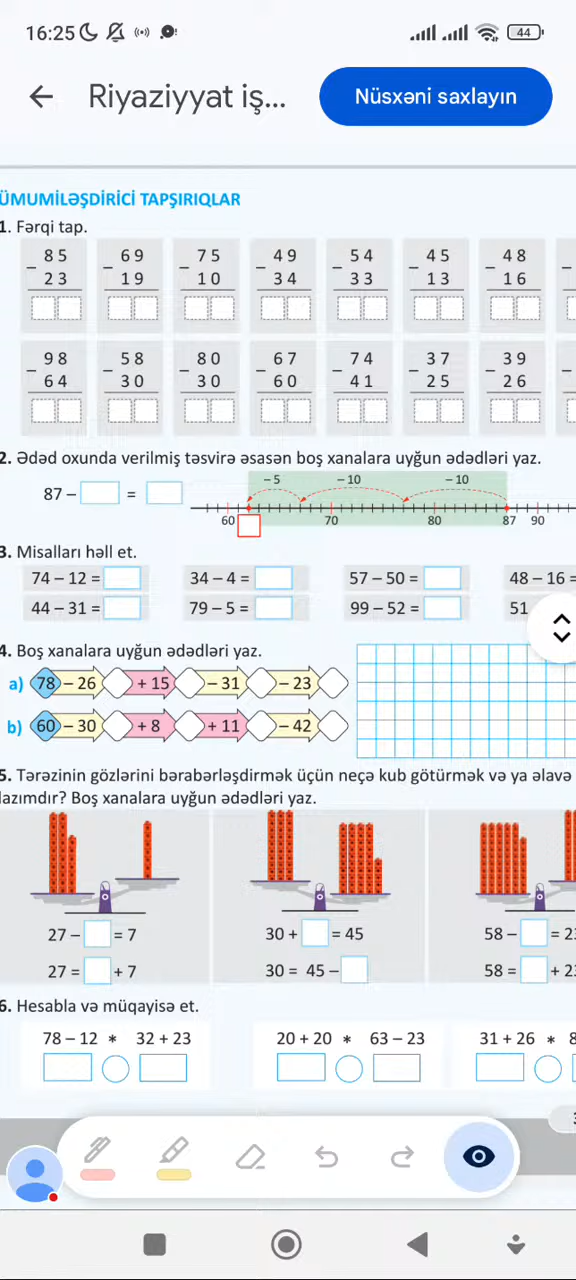 16:25
44
Riyaziyyat iş...
Nüsxəni saxlayın
ÜMUMİLƏŞDİRİCİ TAPŞIRIQLAR
1. Fərqi tap.
85 69 75 49 54 45 48
− − − − − − − −
23 19 10 34 33 13 16
98 58 80 67 74 37 39
− − − − − − − −
64 30 30 60 41 25 26
2. Ədəd oxunda verilmiş təsvirə əsasən boş xanalara uyğun ədədləri yaz.
− 5 − 10 − 10
87 − =
60 70 80 87 90
3. Misalları həll et.
74 − 12 = 34 − 4 = 57 − 50 = 48 − 16 =
44 − 31 = 79 − 5 = 99 − 52 = 51
4. Boş xanalara uyğun ədədləri yaz.
a) 78 − 26 + 15 − 31 − 23
b) 60 − 30 + 8 + 11 − 42
5. Tərəzinin gözlərini bərabərləşdirmək üçün neçə kub götürmək və ya əlavə
lazımdır? Boş xanalara uyğun ədədləri yaz.
27 − = 7 30 + = 45 58 − = 2
27 = + 7 30 = 45 − 58 = + 2
6. Hesabla və müqayisə et.
78 − 12 * 32 + 23 20 + 20 * 63 − 23 31 + 26 * 8